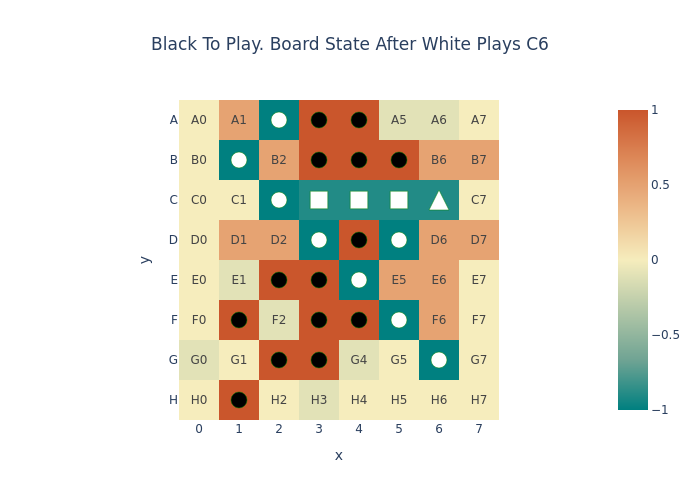 Black To Play. Board State After White Plays C6
A A0 A1 A5 A6 A7
B B0 B2 B6 B7
C C0 C1 C7
D D0 D1 D2 D6 D7
E E0 E1 E5 E6 E7
F F0 F2 F6 F7
G G0 G1 G4 G5 G7
H H0 H2 H3 H4 H5 H6 H7
0 1 2 3 4 5 6 7
x
y
1
0.5
0
−0.5
−1